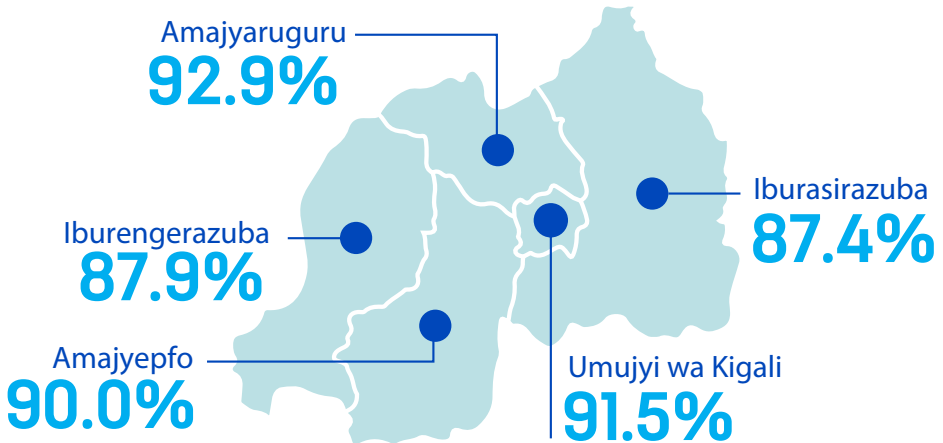 Amajyaruguru
92.9%
Iburasirazuba
87.4%
Iburengerazuba
87.9%
Amajyepfo
90.0%
Umujyi wa Kigali
91.5%